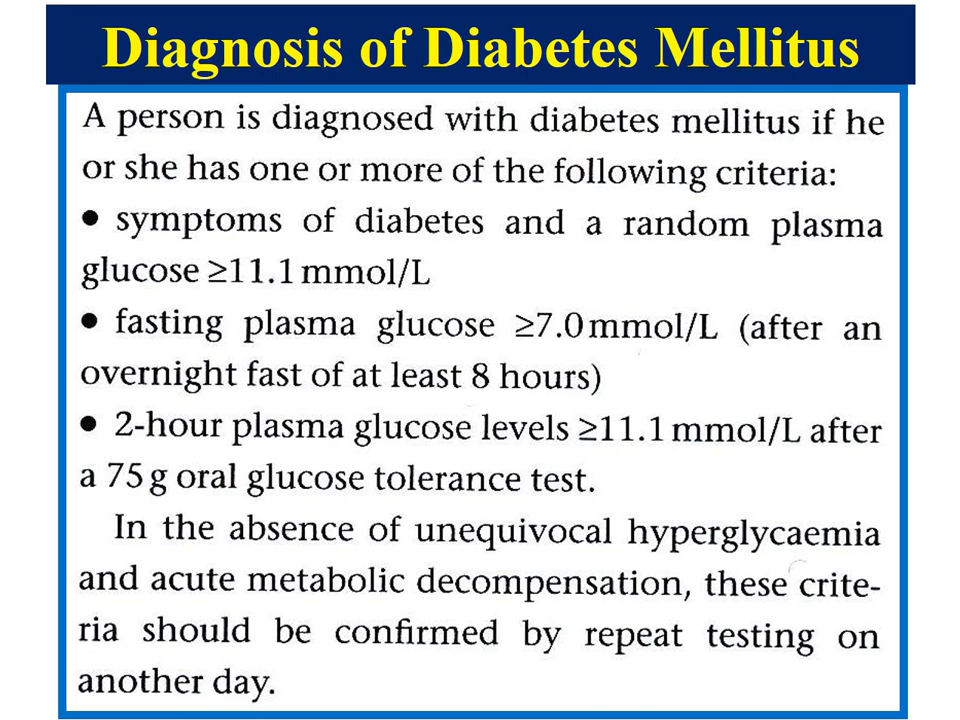 Diagnosis of Diabetes Mellitus
A person is diagnosed with diabetes mellitus if he
or she has one or more of the following criteria:
• symptoms of diabetes and a random plasma
glucose ≥11.1 mmol/L
• fasting plasma glucose ≥7.0 mmol/L (after an
overnight fast of at least 8 hours)
• 2-hour plasma glucose levels ≥11.1 mmol/L after
a 75 g oral glucose tolerance test.
In the absence of unequivocal hyperglycaemia
and acute metabolic decompensation, these crite-
ria should be confirmed by repeat testing on
another day.